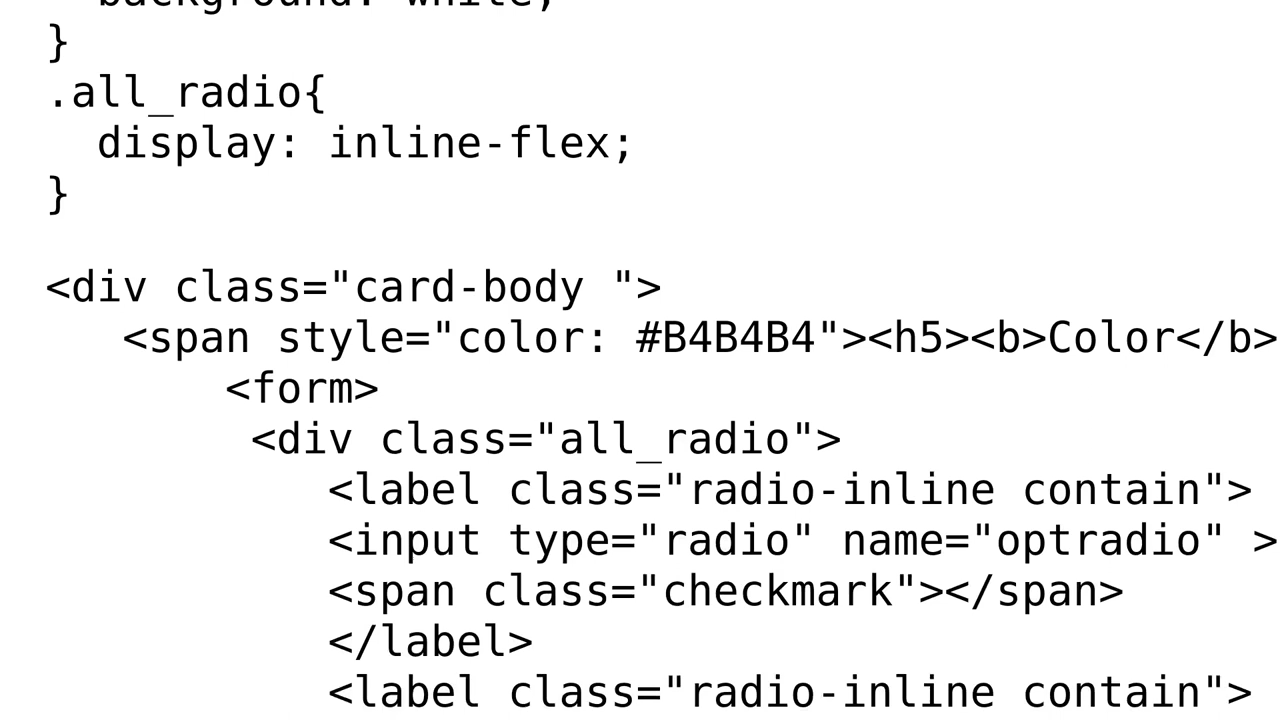 background: white;
}
.all_radio{
  display: inline-flex;
}

<div class="card-body ">
   <span style="color: #B4B4B4"><h5><b>Color</b>
       <form>
        <div class="all_radio">
           <label class="radio-inline contain">
           <input type="radio" name="optradio" >
           <span class="checkmark"></span>
           </label>
           <label class="radio-inline contain">